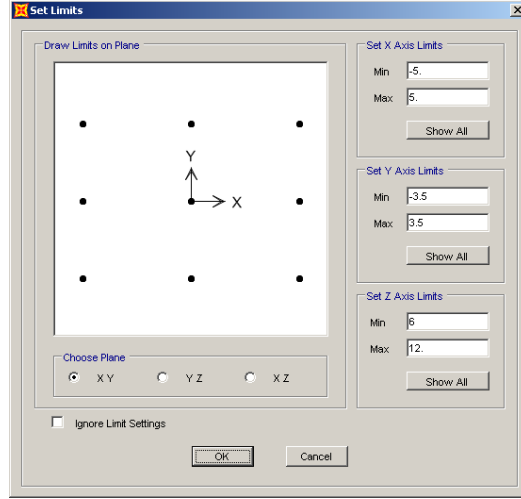 Set Limits
Draw Limits on Plane
Y
X
Choose Plane
X Y
Y Z
X Z
Ignore Limit Settings
OK
Cancel
Set X Axis Limits
Min -5.
Max 5.
Show All
Set Y Axis Limits
Min -3.5
Max 3.5
Show All
Set Z Axis Limits
Min 6
Max 12.
Show All